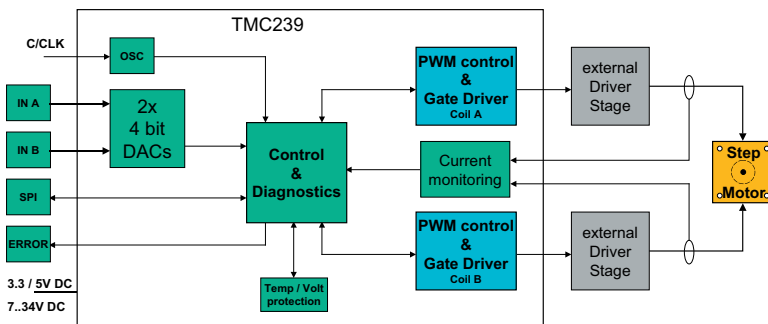 TMC239
C/CLK
OSC
IN A
IN B
2x
4 bit
DACs
SPI
ERROR
3.3 / 5V DC
7..34V DC
Control
&
Diagnostics
Temp / Volt
protection
PWM control
&
Gate Driver
Coil A
Current
monitoring
PWM control
&
Gate Driver
Coil B
external
Driver
Stage
external
Driver
Stage
Step
Motor